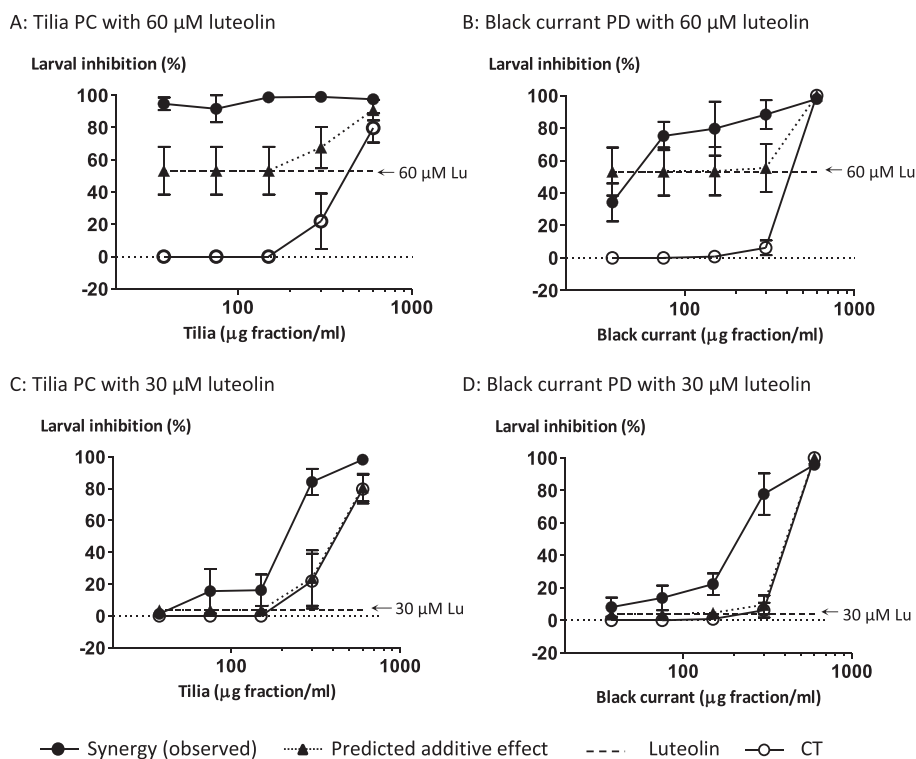 A: Tilia PC with 60 µM luteolin
Larval inhibition (%)
100
80
60
40
20
0
-20
←60 µM Lu
100
1000
Tilia (µg fraction/ml)
B: Black currant PD with 60 µM luteolin
Larval inhibition (%)
100
80
60
40
20
0
-20
←60 µM Lu
100
1000
Black currant (µg fraction/ml)
C: Tilia PC with 30 µM luteolin
Larval inhibition (%)
100
80
60
40
20
0
-20
←30 µM Lu
100
1000
Tilia (µg fraction/ml)
D: Black currant PD with 30 µM luteolin
Larval inhibition (%)
100
80
60
40
20
0
-20
←30 µM Lu
100
1000
Black currant (µg fraction/ml)
Synergy (observed)
Predicted additive effect
Luteolin
CT